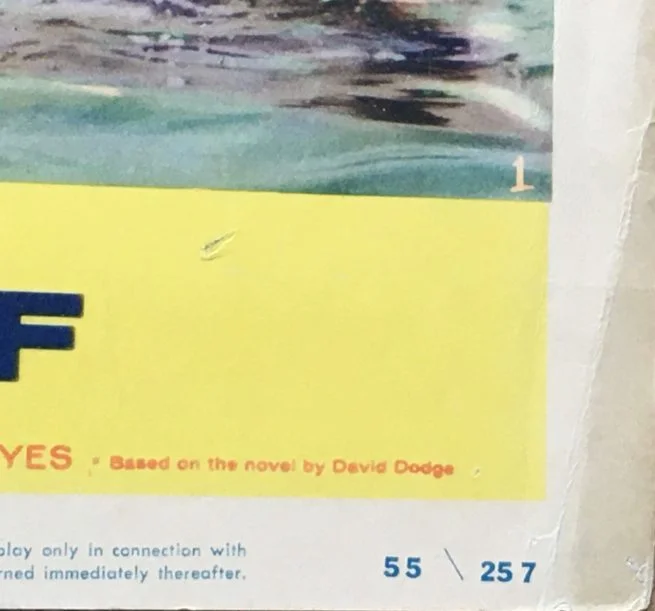 1
F
YES • Based on the novel by David Dodge
play only in connection with
rned immediately thereafter.
55 \ 257